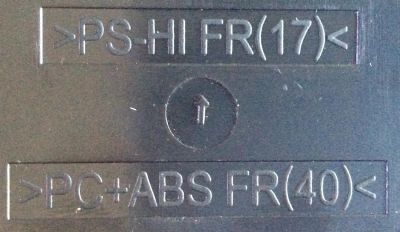 >PS-HI FR(17)<
>PC+ABS FR(40)<